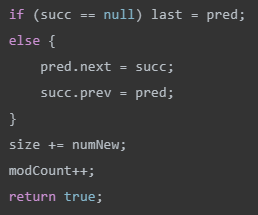 if (succ == null) last = pred;
else {
    pred.next = succ;
    succ.prev = pred;
}
size += numNew;
modCount++;
return true;